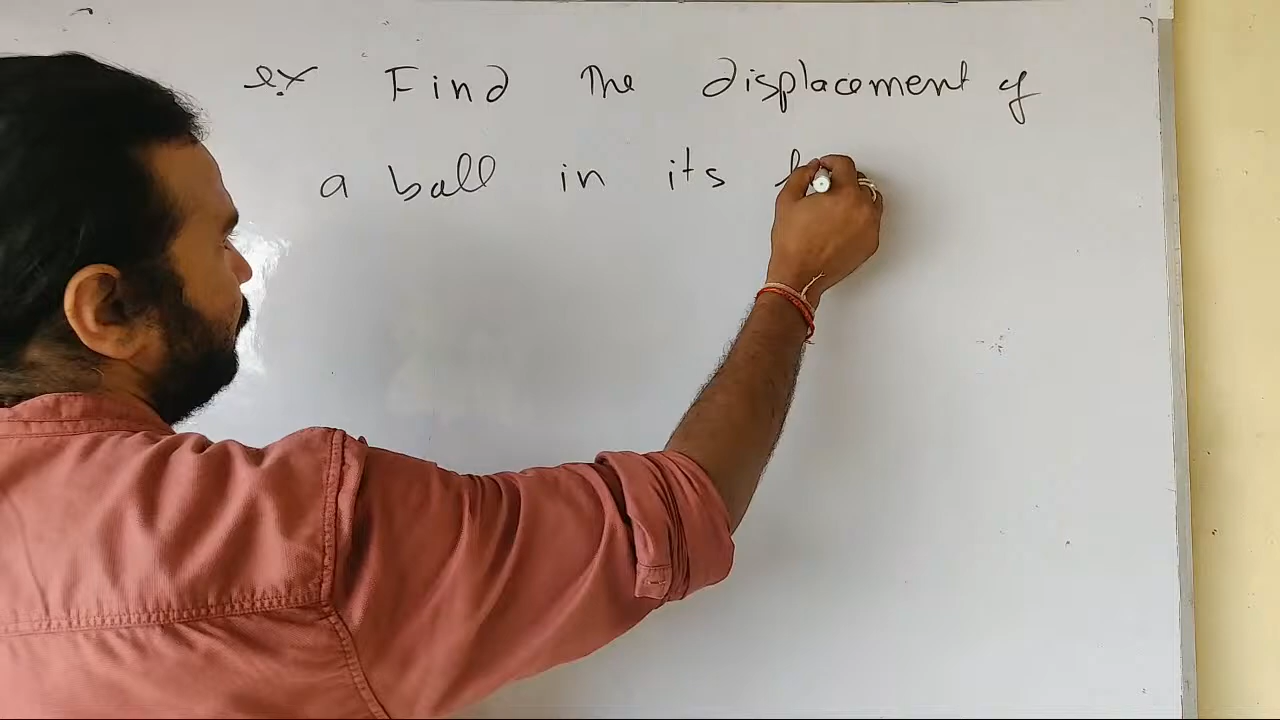 ex. Find The displacement of
a ball in its